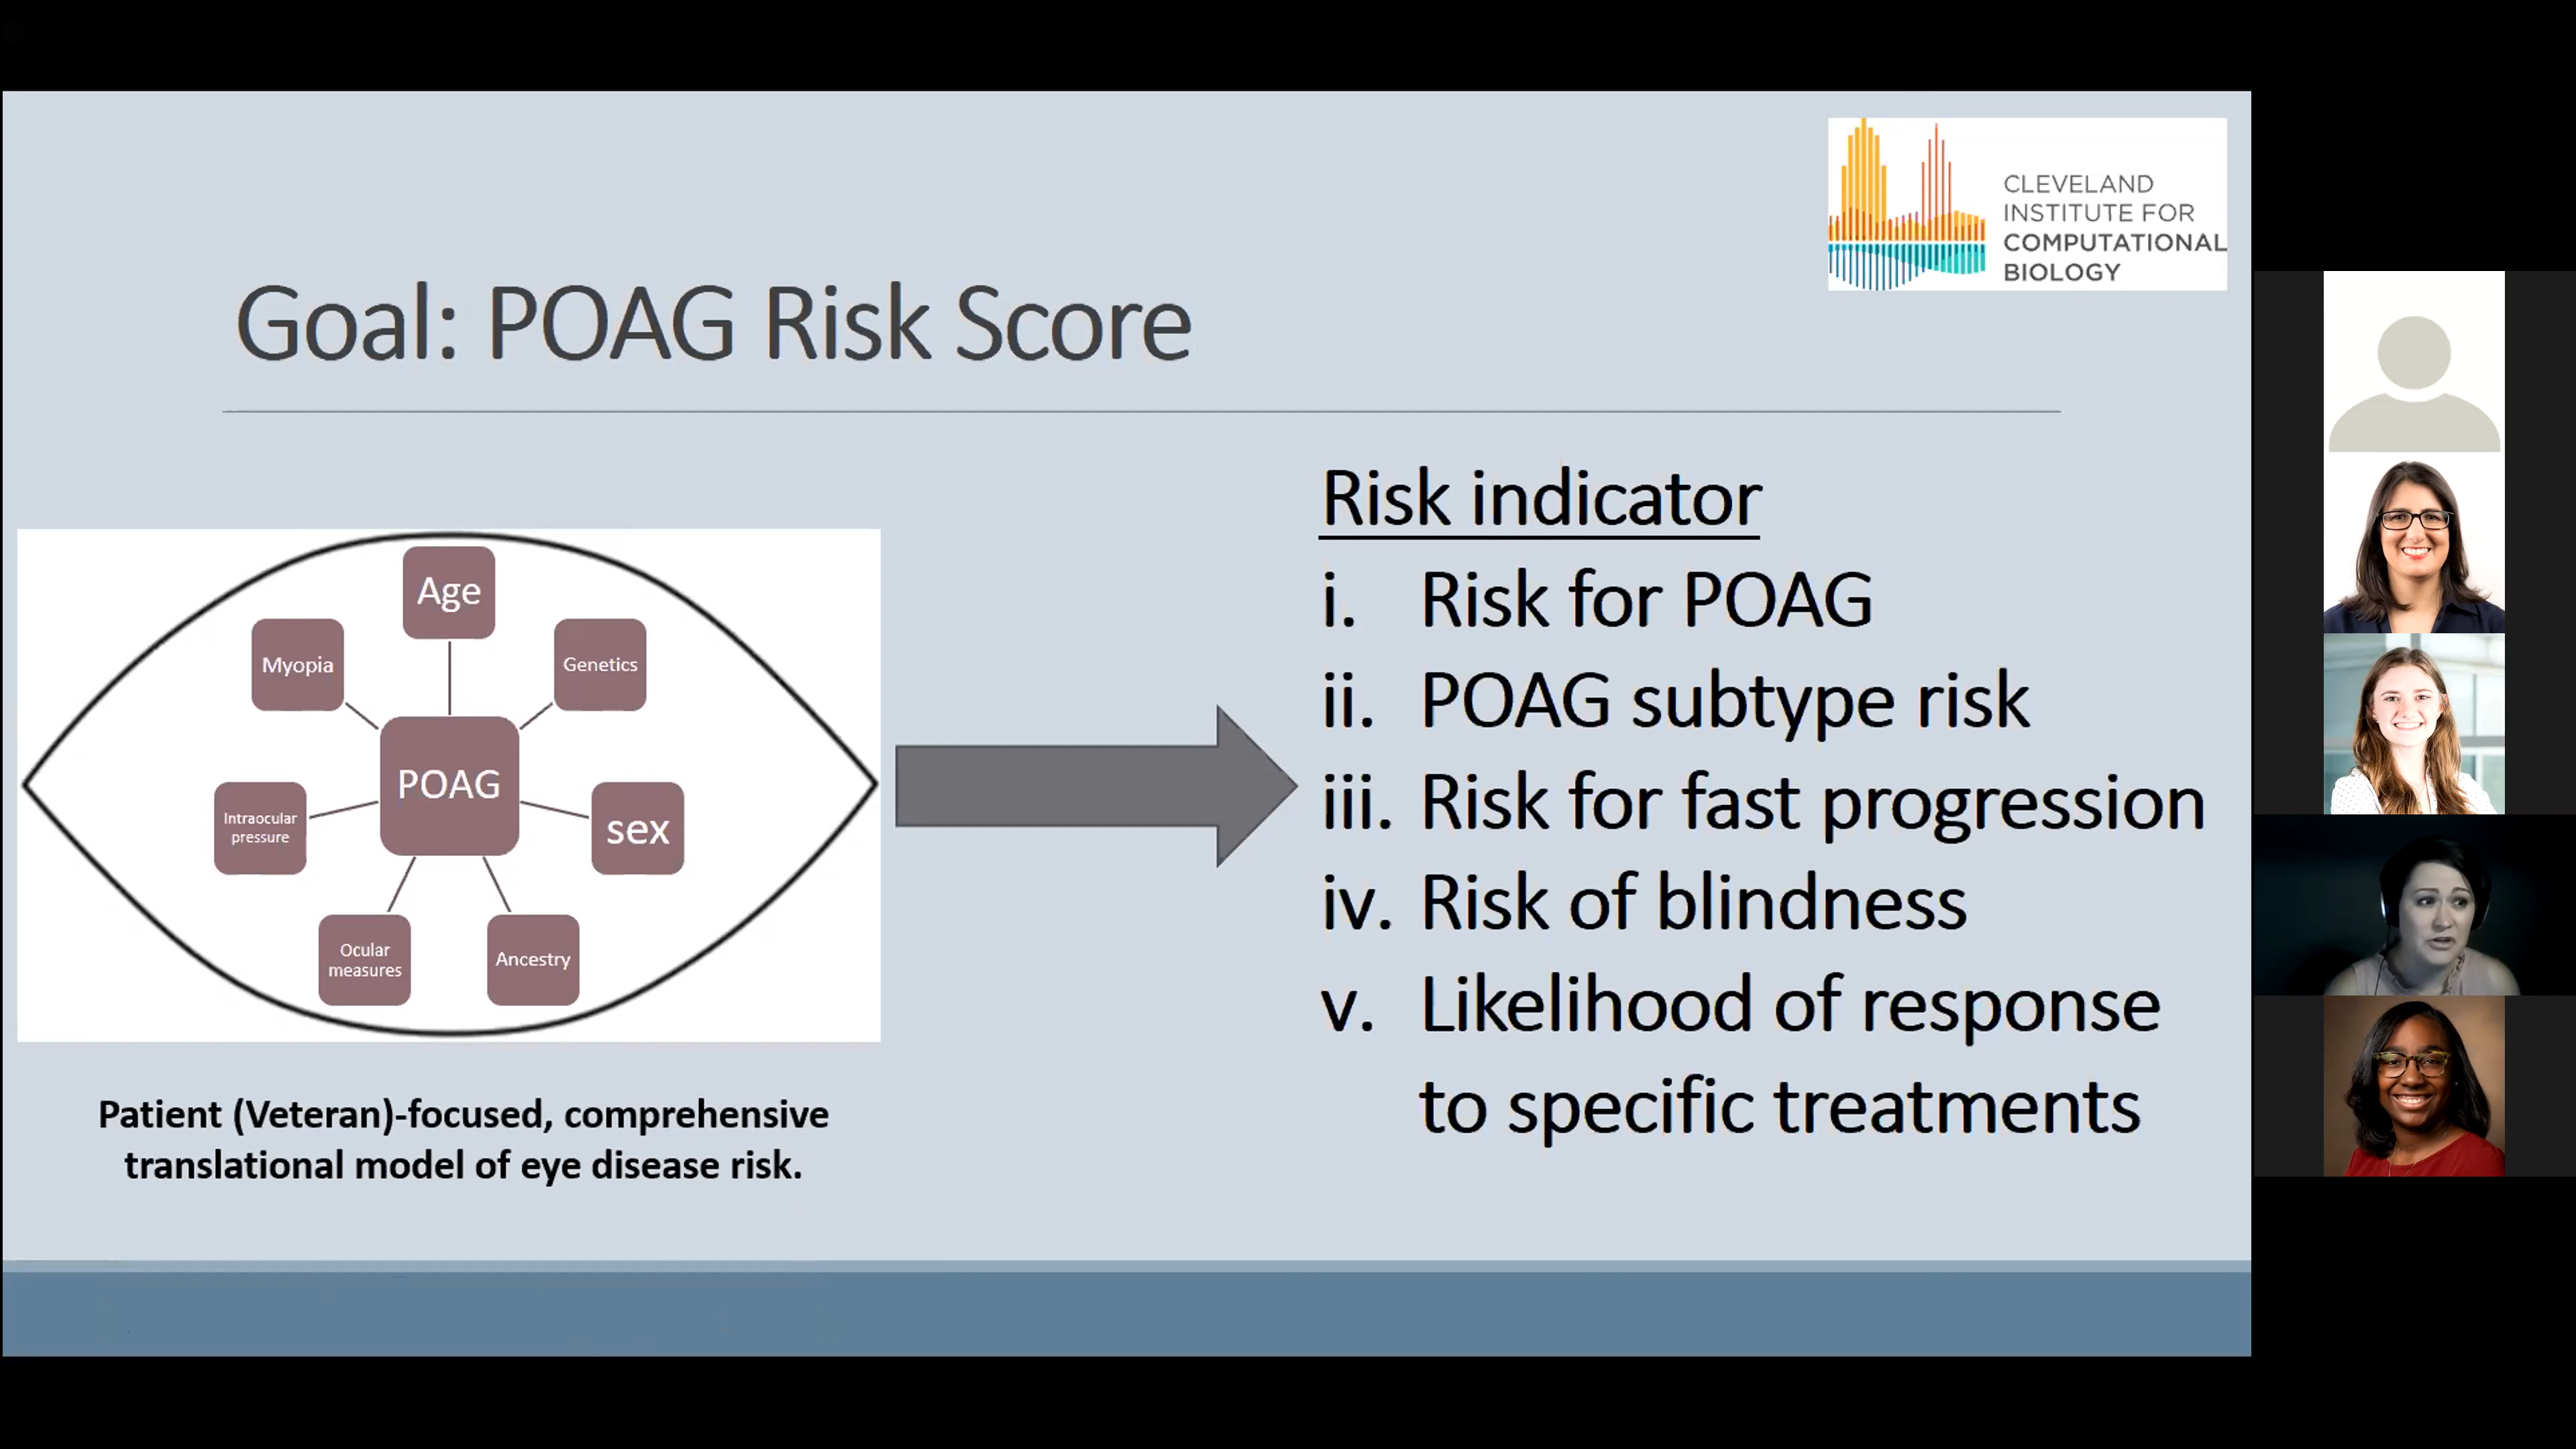 CLEVELAND
INSTITUTE FOR
COMPUTATIONAL
BIOLOGY
Goal: POAG Risk Score
Age
Myopia
Genetics
POAG
Intraocular
pressure
sex
Ocular
measures
Ancestry
Patient (Veteran)-focused, comprehensive
translational model of eye disease risk.
Risk indicator
i. Risk for POAG
ii. POAG subtype risk
iii. Risk for fast progression
iv. Risk of blindness
v. Likelihood of response
to specific treatments